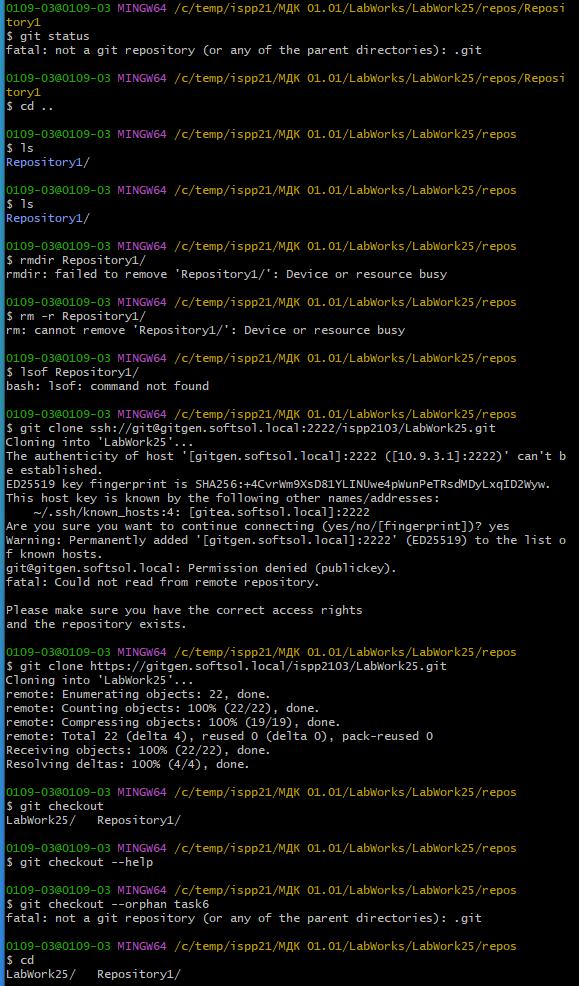 0109-03@0109-03 MINGW64 /c/temp/ispp21/МДК 01.01/LabWorks/LabWork25/repos/Reposi
tory1
$ git status
fatal: not a git repository (or any of the parent directories): .git
0109-03@0109-03 MINGW64 /c/temp/ispp21/МДК 01.01/LabWorks/LabWork25/repos/Reposi
tory1
$ cd ..
0109-03@0109-03 MINGW64 /c/temp/ispp21/МДК 01.01/LabWorks/LabWork25/repos
$ ls
Repository1/
0109-03@0109-03 MINGW64 /c/temp/ispp21/МДК 01.01/LabWorks/LabWork25/repos
$ ls
Repository1/
0109-03@0109-03 MINGW64 /c/temp/ispp21/МДК 01.01/LabWorks/LabWork25/repos
$ rmdir Repository1/
rmdir: failed to remove 'Repository1/': Device or resource busy
0109-03@0109-03 MINGW64 /c/temp/ispp21/МДК 01.01/LabWorks/LabWork25/repos
$ rm -r Repository1/
rm: cannot remove 'Repository1/': Device or resource busy
0109-03@0109-03 MINGW64 /c/temp/ispp21/МДК 01.01/LabWorks/LabWork25/repos
$ lsof Repository1/
bash: lsof: command not found
0109-03@0109-03 MINGW64 /c/temp/ispp21/МДК 01.01/LabWorks/LabWork25/repos
$ git clone ssh://git@gitgen.softsol.local:2222/ispp2103/LabWork25.git
Cloning into 'LabWork25'...
The authenticity of host '[gitgen.softsol.local]:2222 ([10.9.3.1]:2222)' can't b
e established.
ED25519 key fingerprint is SHA256:+4CvrWm9XsD81YLINUwe4pWunPeTRsdMDyLxqID2Wyw.
This host key is known by the following other names/addresses:
    ~/.ssh/known_hosts:4: [gitea.softsol.local]:2222
Are you sure you want to continue connecting (yes/no/[fingerprint])? yes
Warning: Permanently added '[gitgen.softsol.local]:2222' (ED25519) to the list o
f known hosts.
git@gitgen.softsol.local: Permission denied (publickey).
fatal: Could not read from remote repository.
Please make sure you have the correct access rights
and the repository exists.
0109-03@0109-03 MINGW64 /c/temp/ispp21/МДК 01.01/LabWorks/LabWork25/repos
$ git clone https://gitgen.softsol.local/ispp2103/LabWork25.git
Cloning into 'LabWork25'...
remote: Enumerating objects: 22, done.
remote: Counting objects: 100% (22/22), done.
remote: Compressing objects: 100% (19/19), done.
remote: Total 22 (delta 4), reused 0 (delta 0), pack-reused 0
Receiving objects: 100% (22/22), done.
Resolving deltas: 100% (4/4), done.
0109-03@0109-03 MINGW64 /c/temp/ispp21/МДК 01.01/LabWorks/LabWork25/repos
$ git checkout
LabWork25/   Repository1/
0109-03@0109-03 MINGW64 /c/temp/ispp21/МДК 01.01/LabWorks/LabWork25/repos
$ git checkout --help
0109-03@0109-03 MINGW64 /c/temp/ispp21/МДК 01.01/LabWorks/LabWork25/repos
$ git checkout --orphan task6
fatal: not a git repository (or any of the parent directories): .git
0109-03@0109-03 MINGW64 /c/temp/ispp21/МДК 01.01/LabWorks/LabWork25/repos
$ cd
LabWork25/   Repository1/